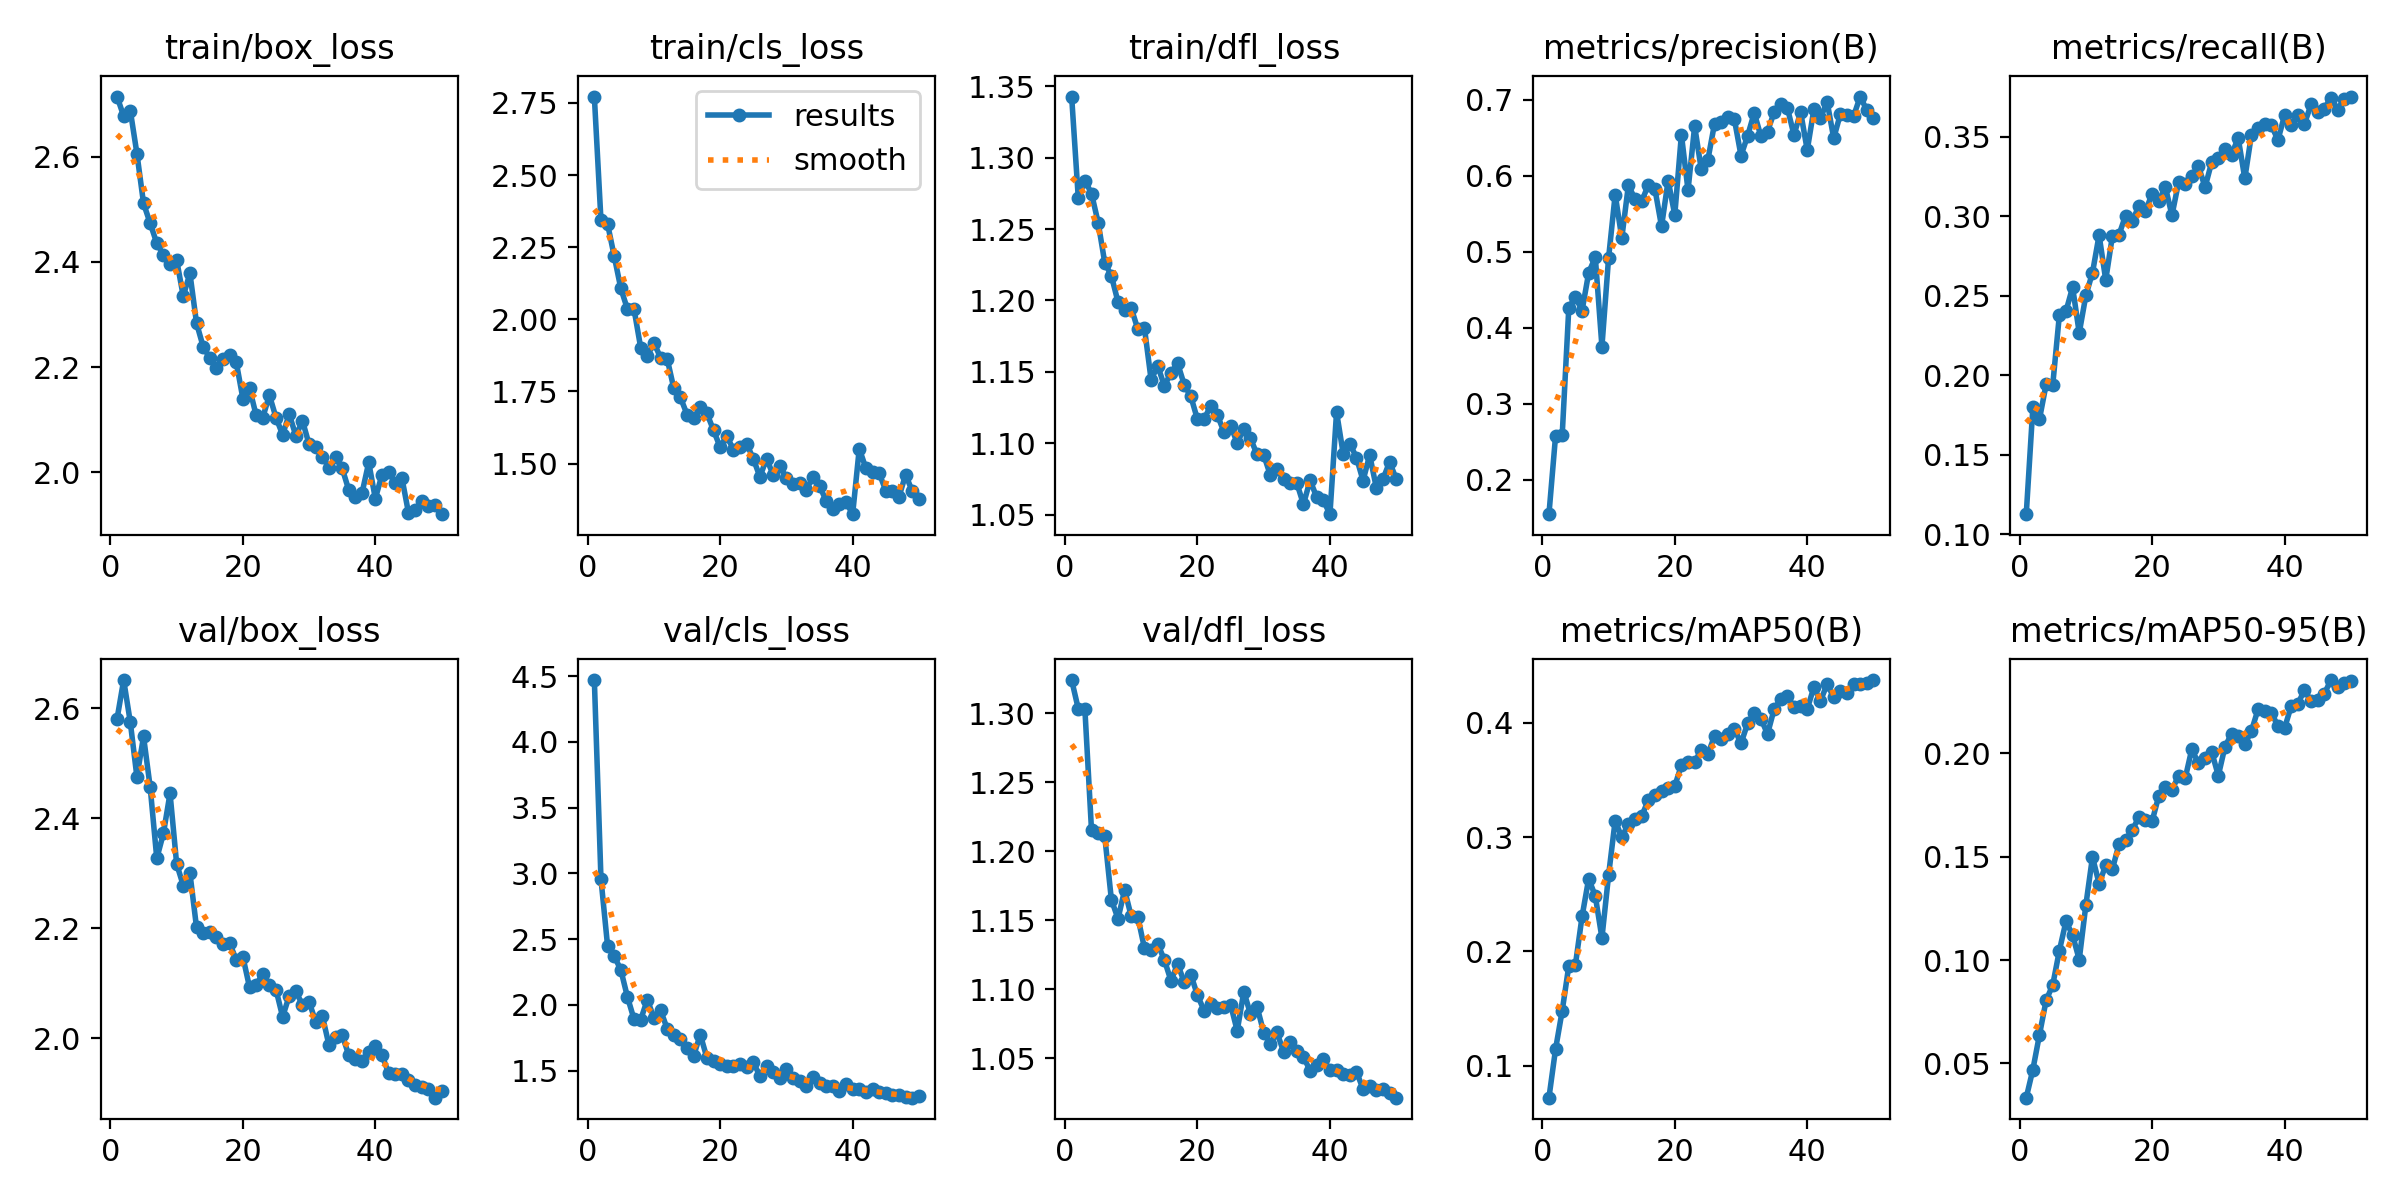 train/box_loss
2.6
2.4
2.2
2.0
0 20 40
train/cls_loss
results
smooth
2.75
2.50
2.25
2.00
1.75
1.50
0 20 40
train/dfl_loss
1.35
1.30
1.25
1.20
1.15
1.10
1.05
0 20 40
metrics/precision(B)
0.7
0.6
0.5
0.4
0.3
0.2
0 20 40
metrics/recall(B)
0.35
0.30
0.25
0.20
0.15
0.10
0 20 40
val/box_loss
2.6
2.4
2.2
2.0
0 20 40
val/cls_loss
4.5
4.0
3.5
3.0
2.5
2.0
1.5
0 20 40
val/dfl_loss
1.30
1.25
1.20
1.15
1.10
1.05
0 20 40
metrics/mAP50(B)
0.4
0.3
0.2
0.1
0 20 40
metrics/mAP50-95(B)
0.20
0.15
0.10
0.05
0 20 40